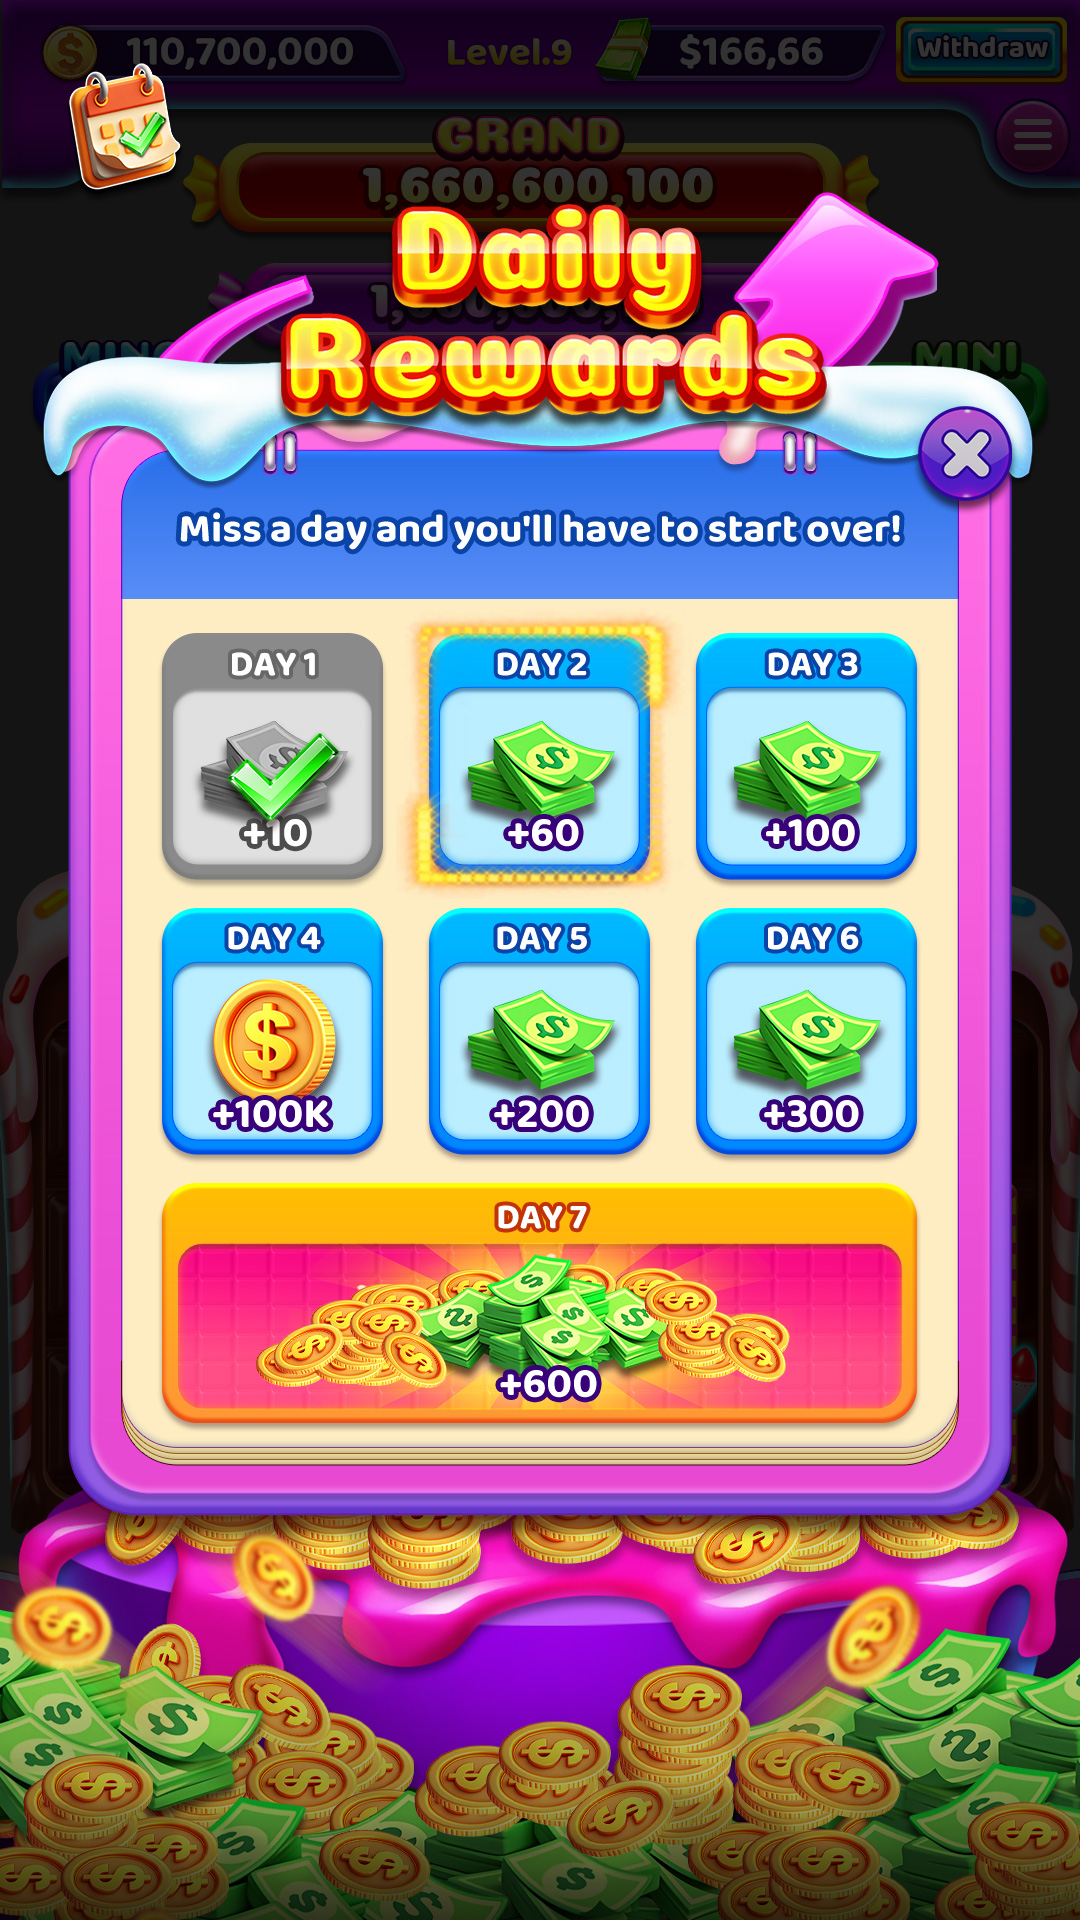 110,700,000
Level.9
$166,66
Withdraw
GRAND
1,660,600,100
MINI
Daily
Rewards
Miss a day and you'll have to start over!
DAY 1
+10
DAY 2
+60
DAY 3
+100
DAY 4
+100K
DAY 5
+200
DAY 6
+300
DAY 7
+600